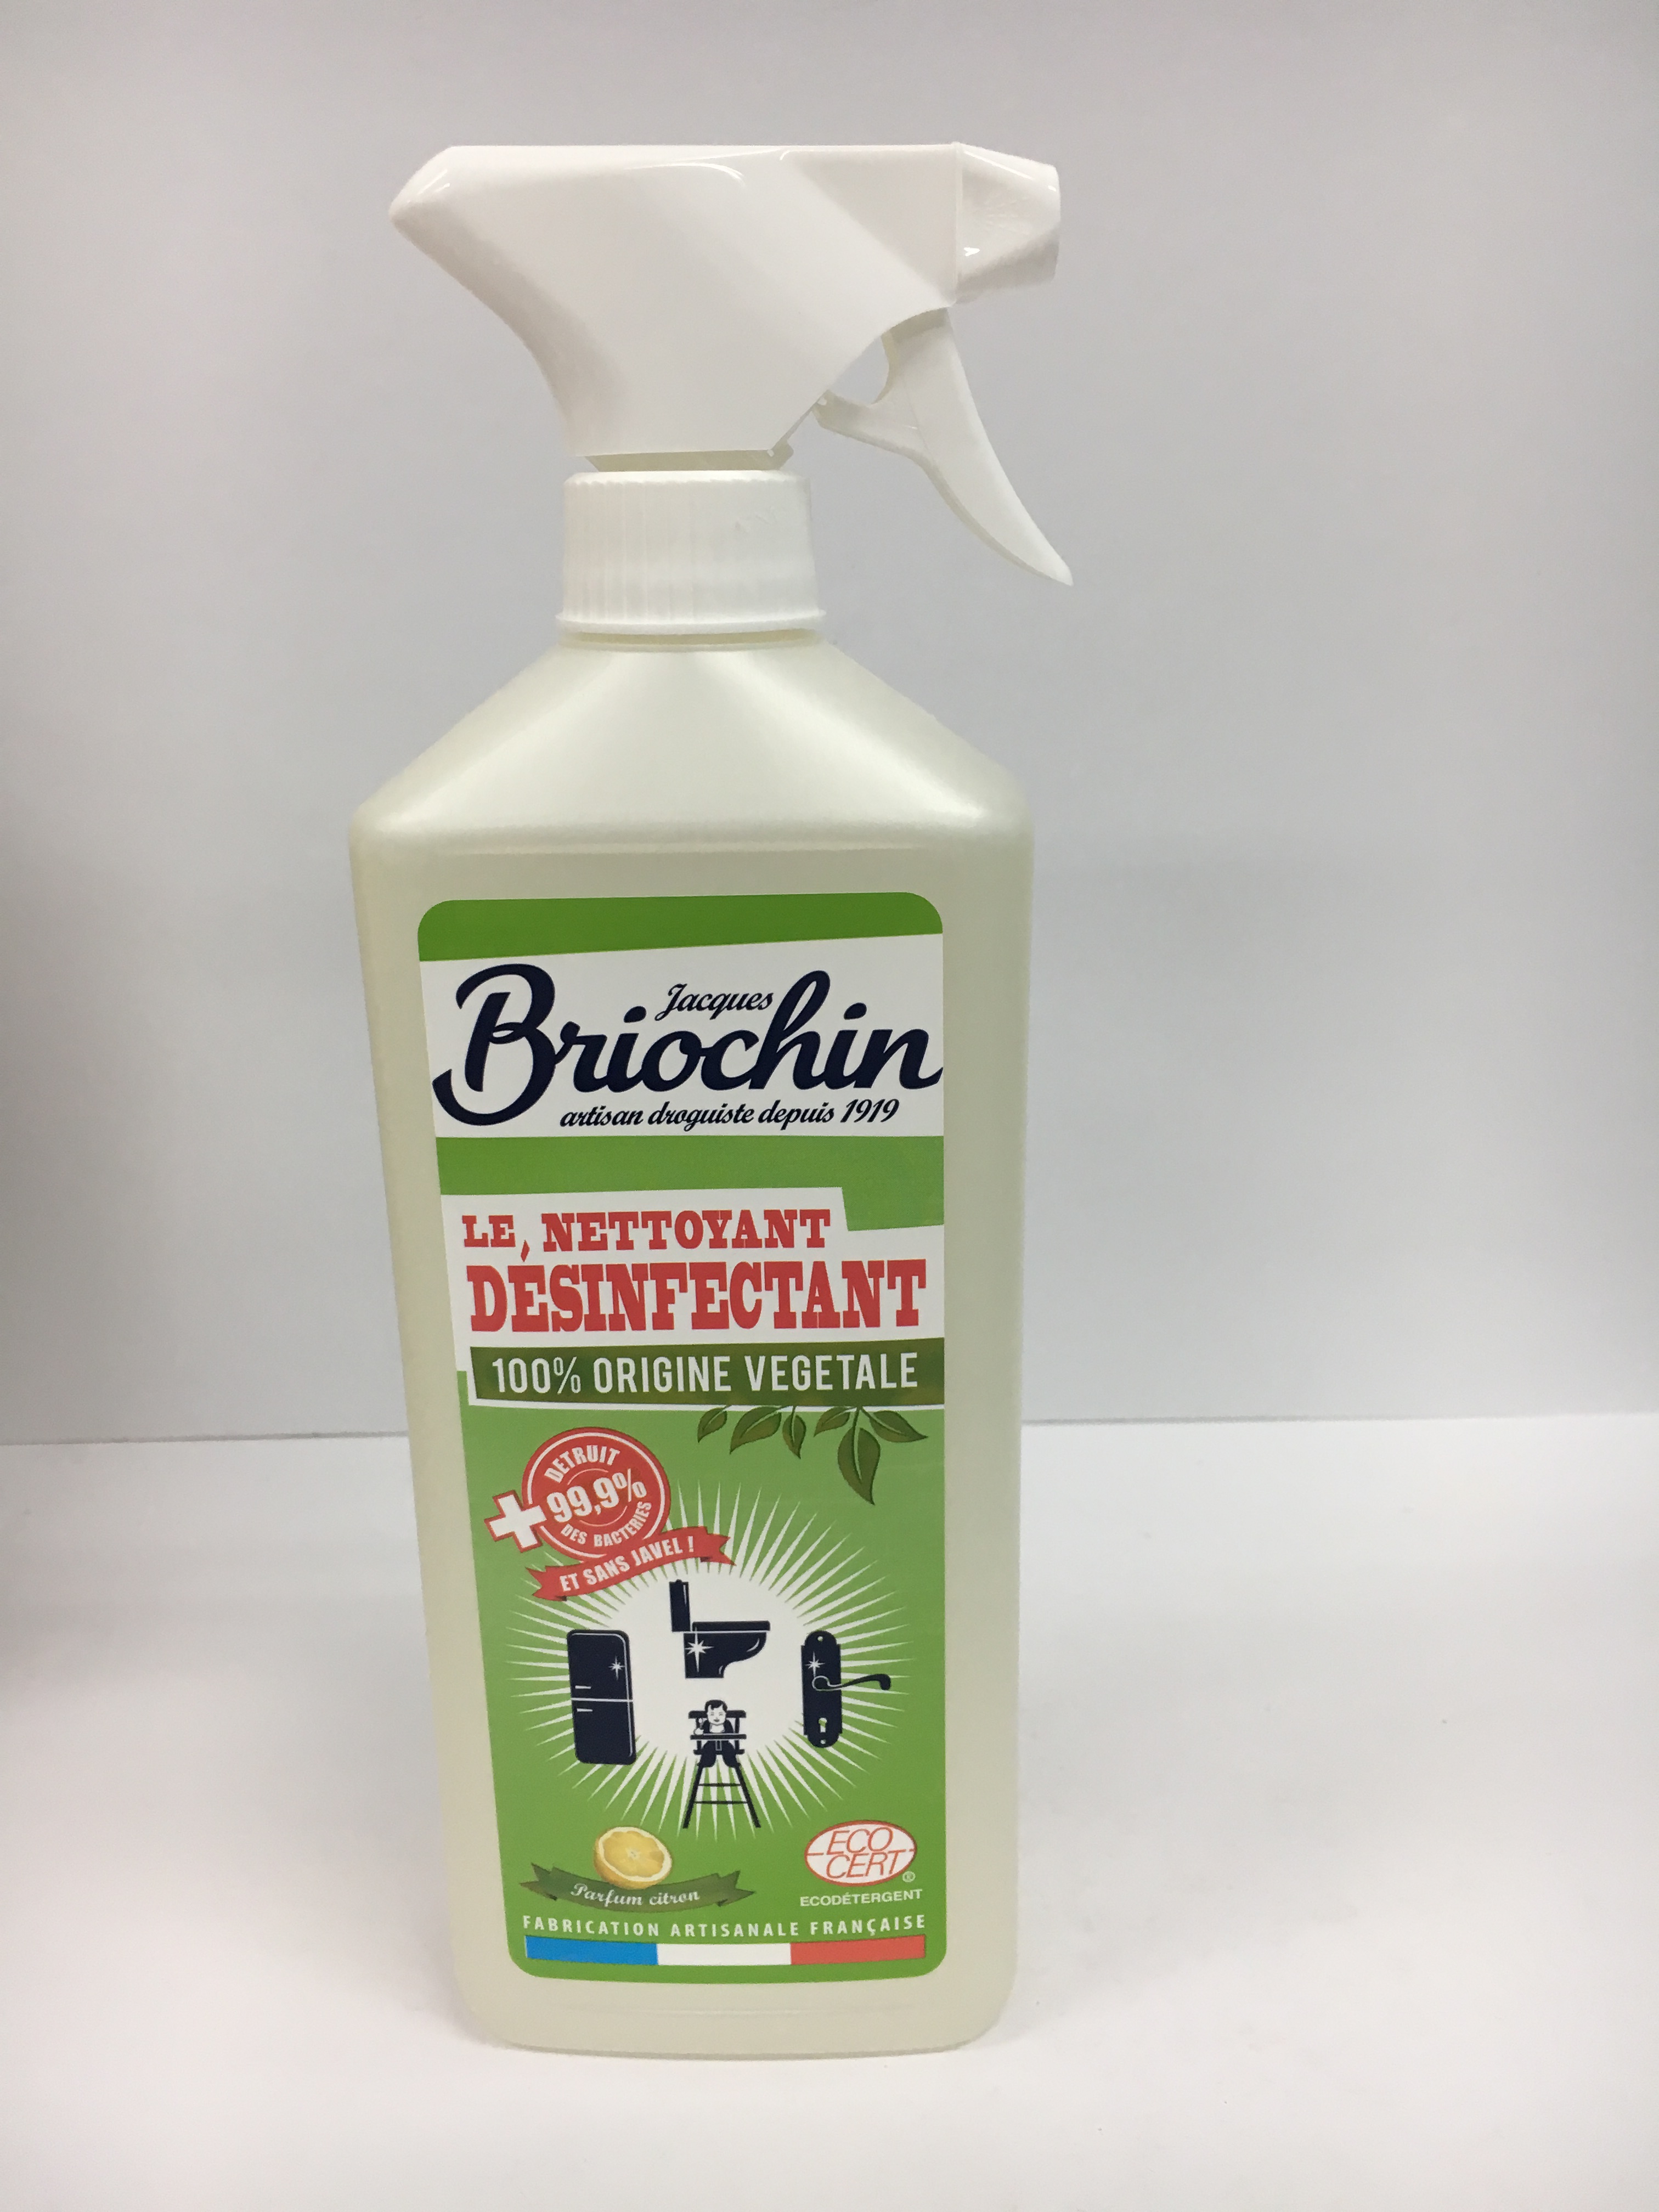 Jacques
Briochin
artisan droguiste depuis 1919
LE NETTOYANT
DÉSINFECTANT
100% ORIGINE VEGETALE
DETRUIT
+99,9%
DES BACTERIES
ET SANS JAVEL !
Parfum citron
ECO
CERT®
ECODÉTERGENT
FABRICATION ARTISANALE FRANÇAISE